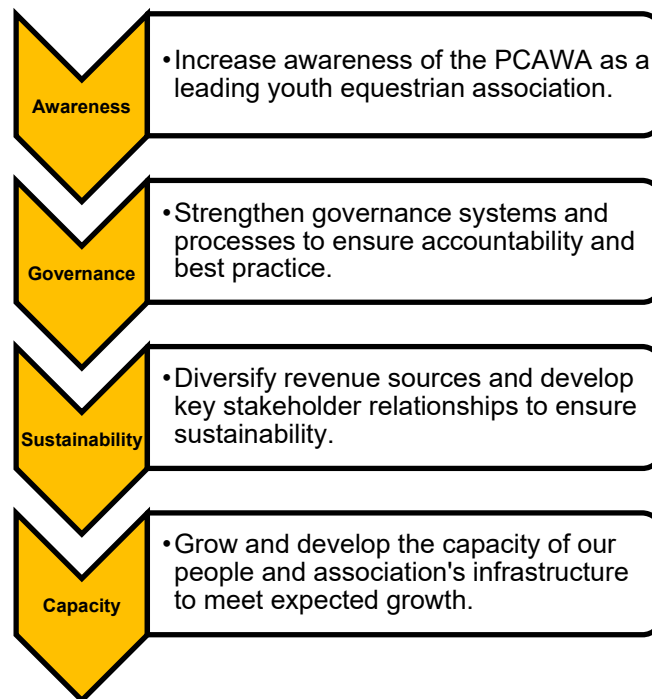 Awareness
•Increase awareness of the PCAWA as a
leading youth equestrian association.
Governance
•Strengthen governance systems and
processes to ensure accountability and
best practice.
Sustainability
•Diversify revenue sources and develop
key stakeholder relationships to ensure
sustainability.
Capacity
•Grow and develop the capacity of our
people and association's infrastructure
to meet expected growth.